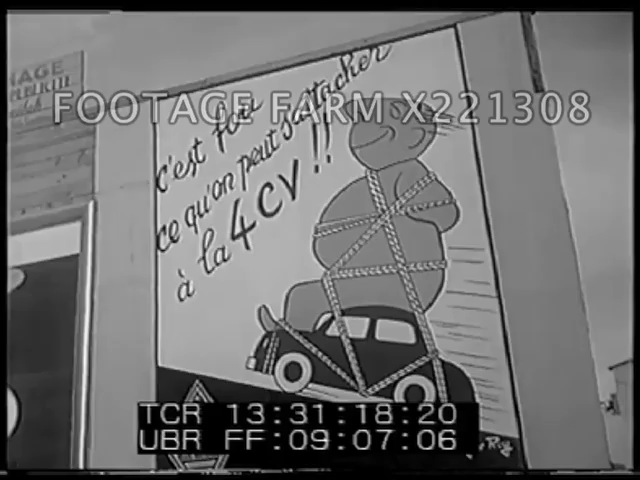 NAGE
FOOTAGE FARM X221308
c'est fou
ce qu'on peut s'attacher
à la 4 CV !!
TCR 13:31:18:20
UBR FF:09:07:06